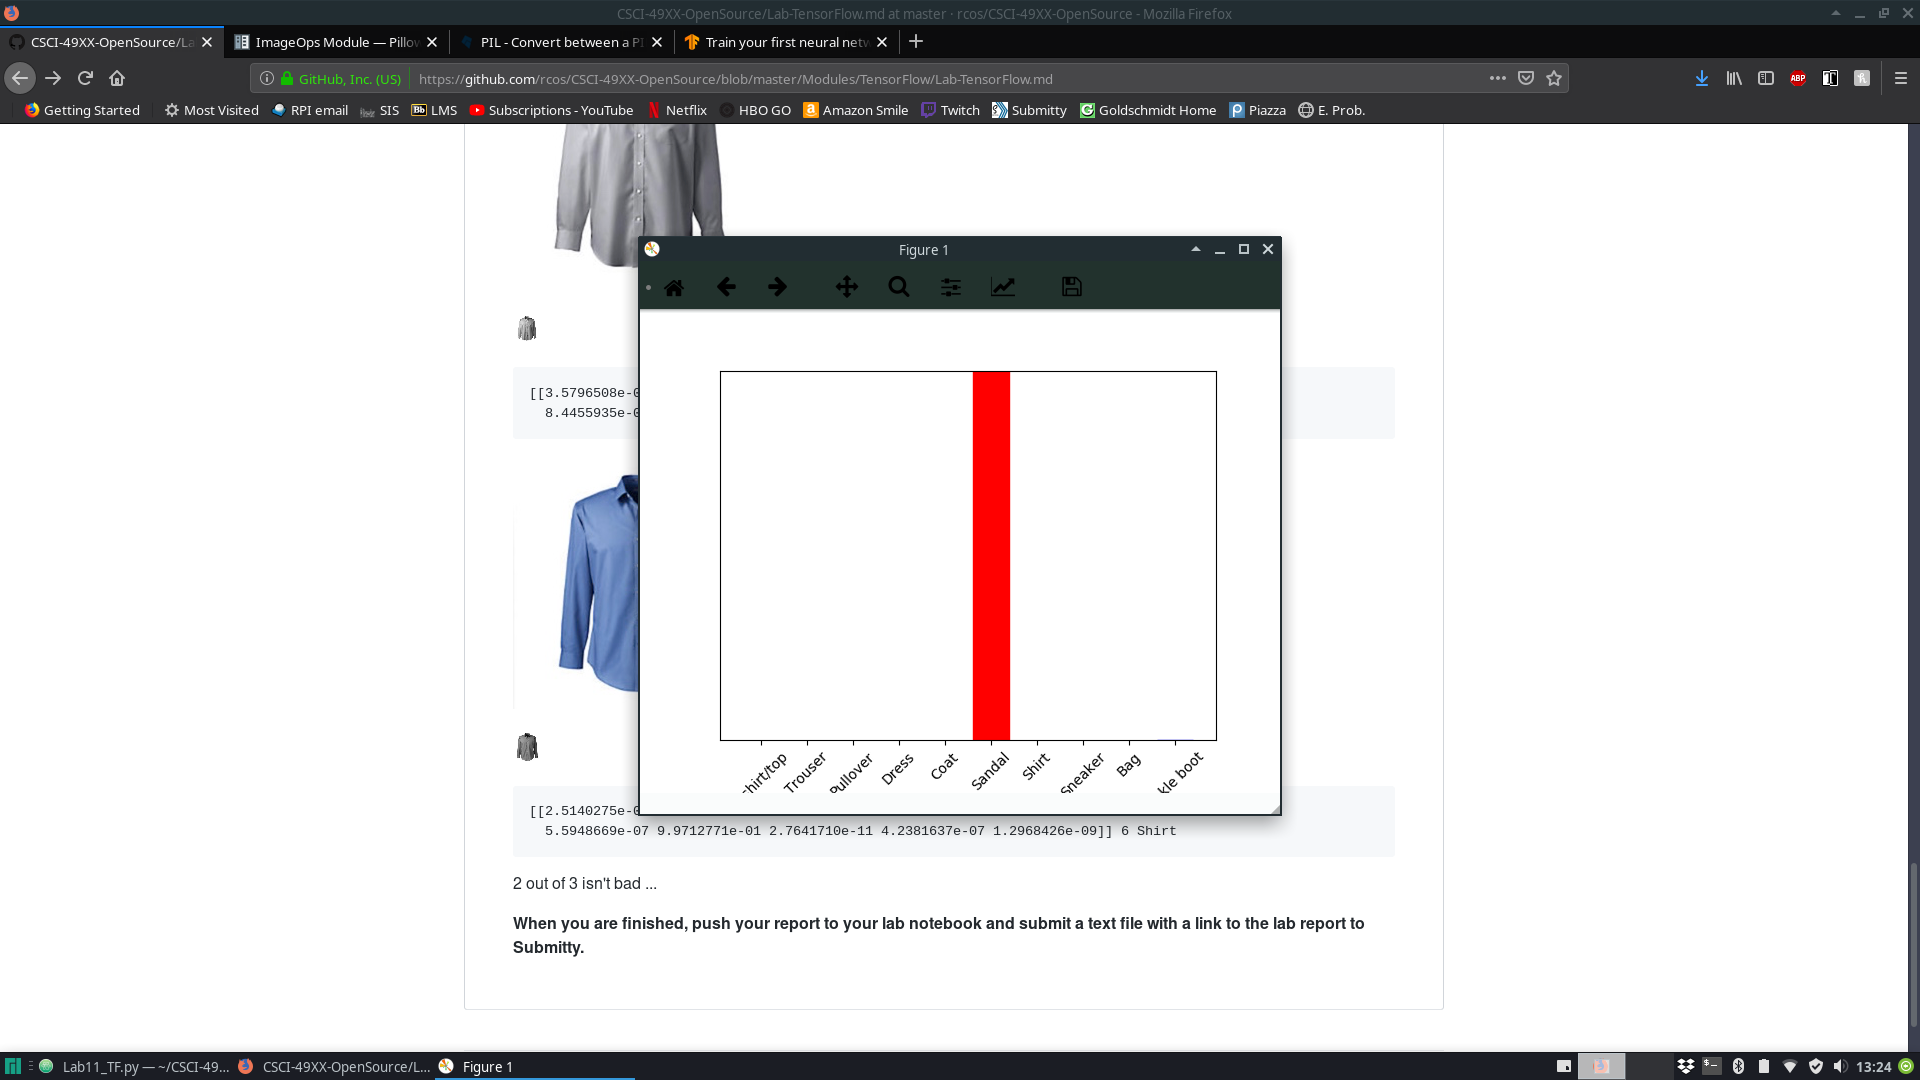 CSCI-49XX-OpenSource/Lab-TensorFlow.md at master · rcos/CSCI-49XX-OpenSource - Mozilla Firefox
CSCI-49XX-OpenSource/La
ImageOps Module — Pillow
PIL - Convert between a PI
Train your first neural netw
GitHub, Inc. (US)
https://github.com/rcos/CSCI-49XX-OpenSource/blob/master/Modules/TensorFlow/Lab-TensorFlow.md
ABP
Getting Started
Most Visited
RPI email
SIS
Bb LMS
Subscriptions - YouTube
Netflix
HBO GO
Amazon Smile
Twitch
Submitty
Goldschmidt Home
Piazza
E. Prob.
Figure 1
[[3.5796508e-0
8.4455935e-0
shirt/top
Trouser
Pullover
Dress
Coat
Sandal
Shirt
Sneaker
Bag
kle boot
[[2.5140275e-0
5.5948669e-07 9.9712771e-01 2.7641710e-11 4.2381637e-07 1.2968426e-09]] 6 Shirt
2 out of 3 isn't bad ...
When you are finished, push your report to your lab notebook and submit a text file with a link to the lab report to
Submitty.
Lab11_TF.py — ~/CSCI-49...
CSCI-49XX-OpenSource/L...
Figure 1
13:24